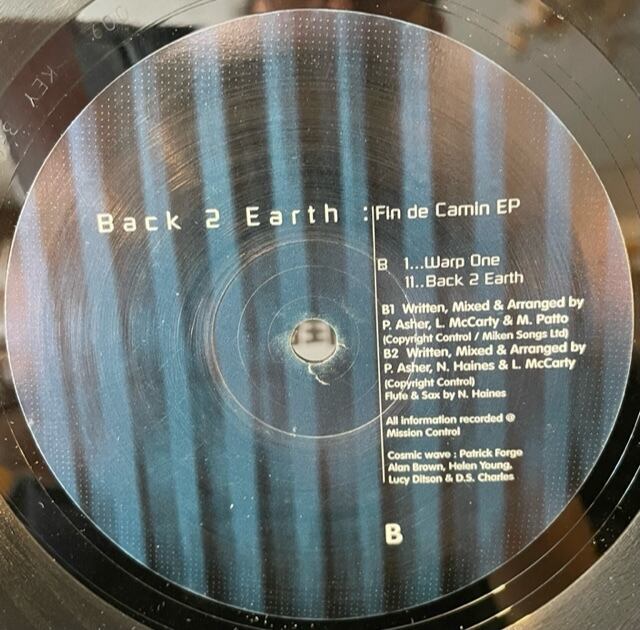 Back 2 Earth :
Fin de Camin EP
B 1...Warp One
11..Back 2 Earth
B1 Written, Mixed & Arranged by
P. Asher, L. McCarty & M. Patto
(Copyright Control / Miken Songs Ltd)
B2 Written, Mixed & Arranged by
P. Asher, N. Haines & L. McCarty
(Copyright Control)
Flute & Sax by N. Haines
All information recorded @
Mission Control
Cosmic wave : Patrick Forge
Alan Brown, Helen Young,
Lucy Ditson & D.S. Charles
B
KEY